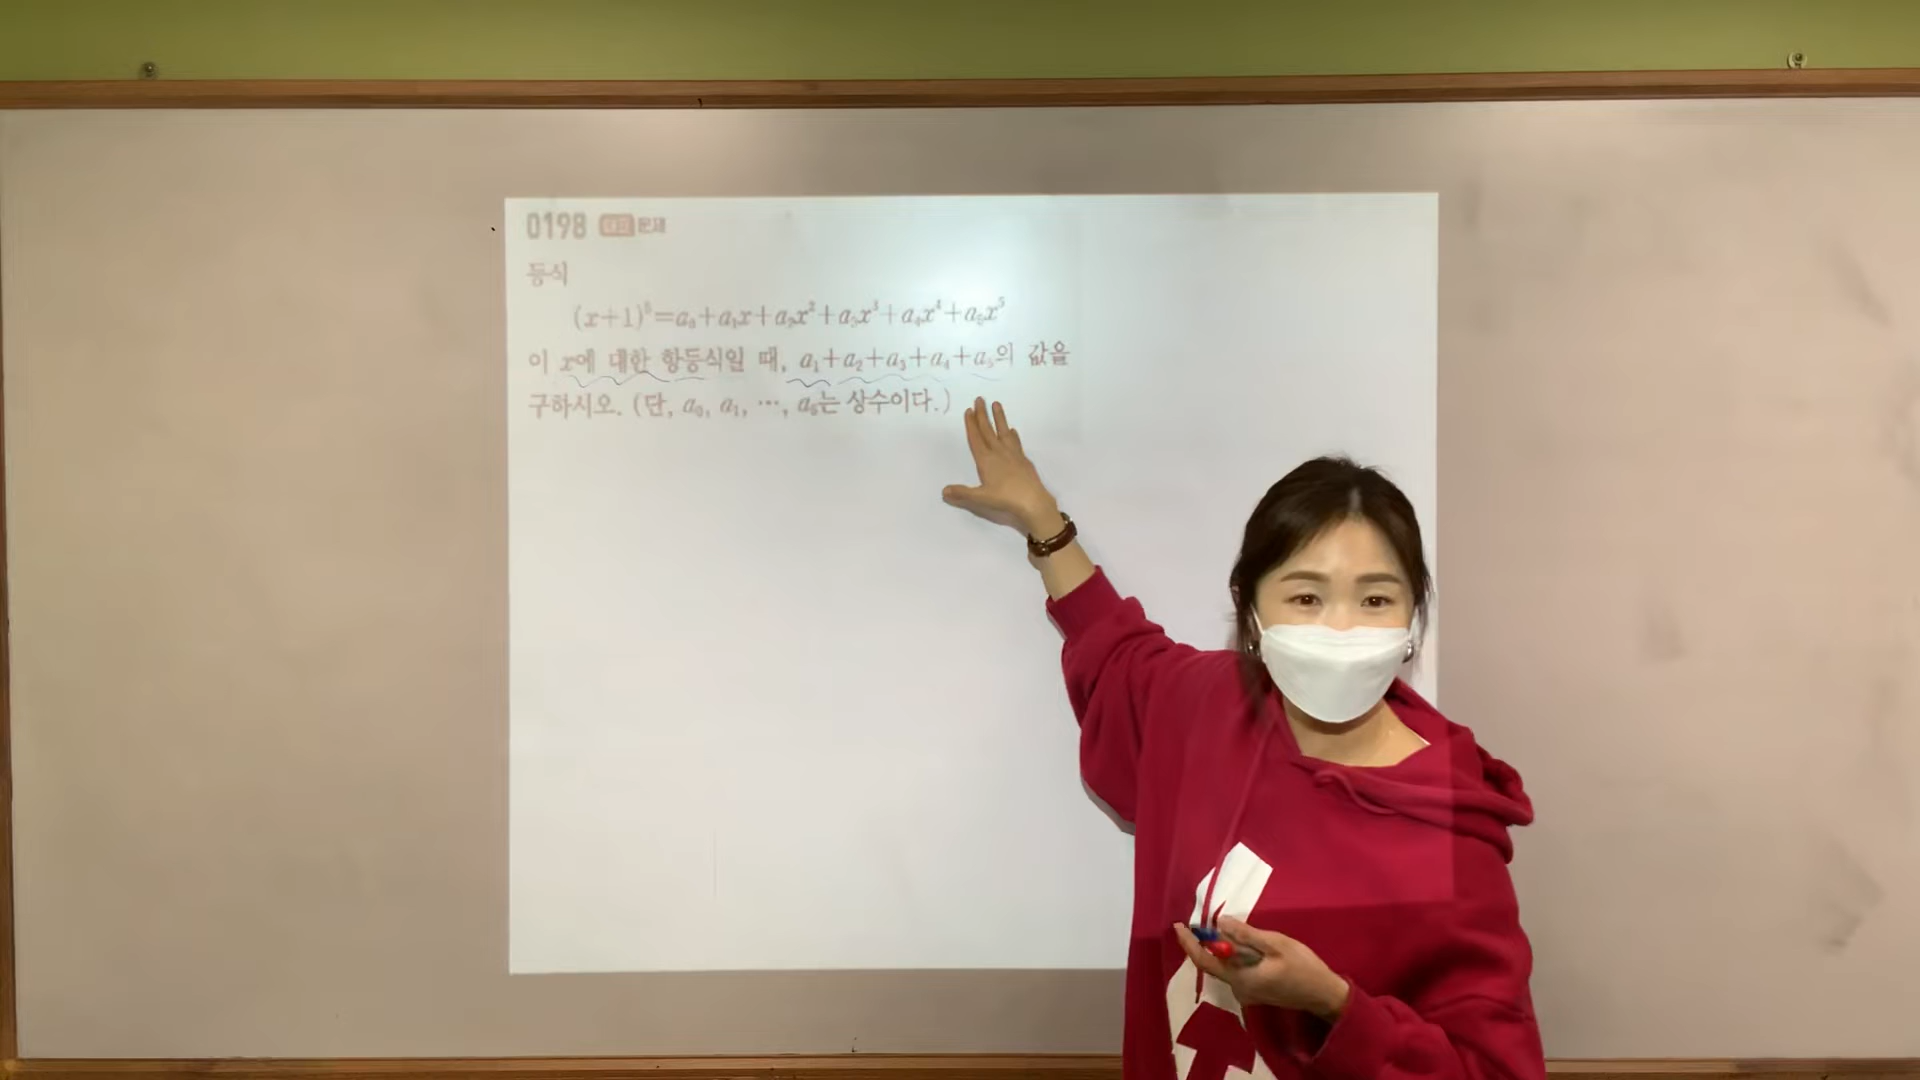 0198 대표 문제
등식
(x+1)⁵=a₀+a₁x+a₂x²+a₃x³+a₄x⁴+a₅x⁵
이 x에 대한 항등식일 때, a₁+a₂+a₃+a₄+a₅의 값을
구하시오. (단, a₀, a₁, ⋯, a₅는 상수이다.)